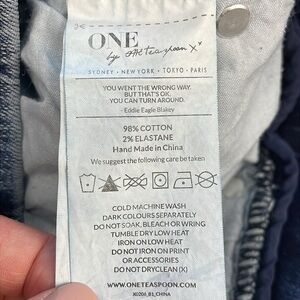 ONE
by one teaspoon X
SYDNEY • NEW YORK • TOKYO • PARIS
YOU WENT THE WRONG WAY.
BUT THAT'S OK.
YOU CAN TURN AROUND.
- Eddie Eagle Blakey
98% COTTON
2% ELASTANE
Hand Made in China
We suggest the following care be taken
COLD MACHINE WASH
DARK COLOURS SEPARATELY
DO NOT SOAK, BLEACH OR WRING
TUMBLE DRY LOW HEAT
IRON ON LOW HEAT
DO NOT IRON ON PRINT
OR ACCESSORIES
DO NOT DRYCLEAN (X)
WWW.ONETEASPOON.COM